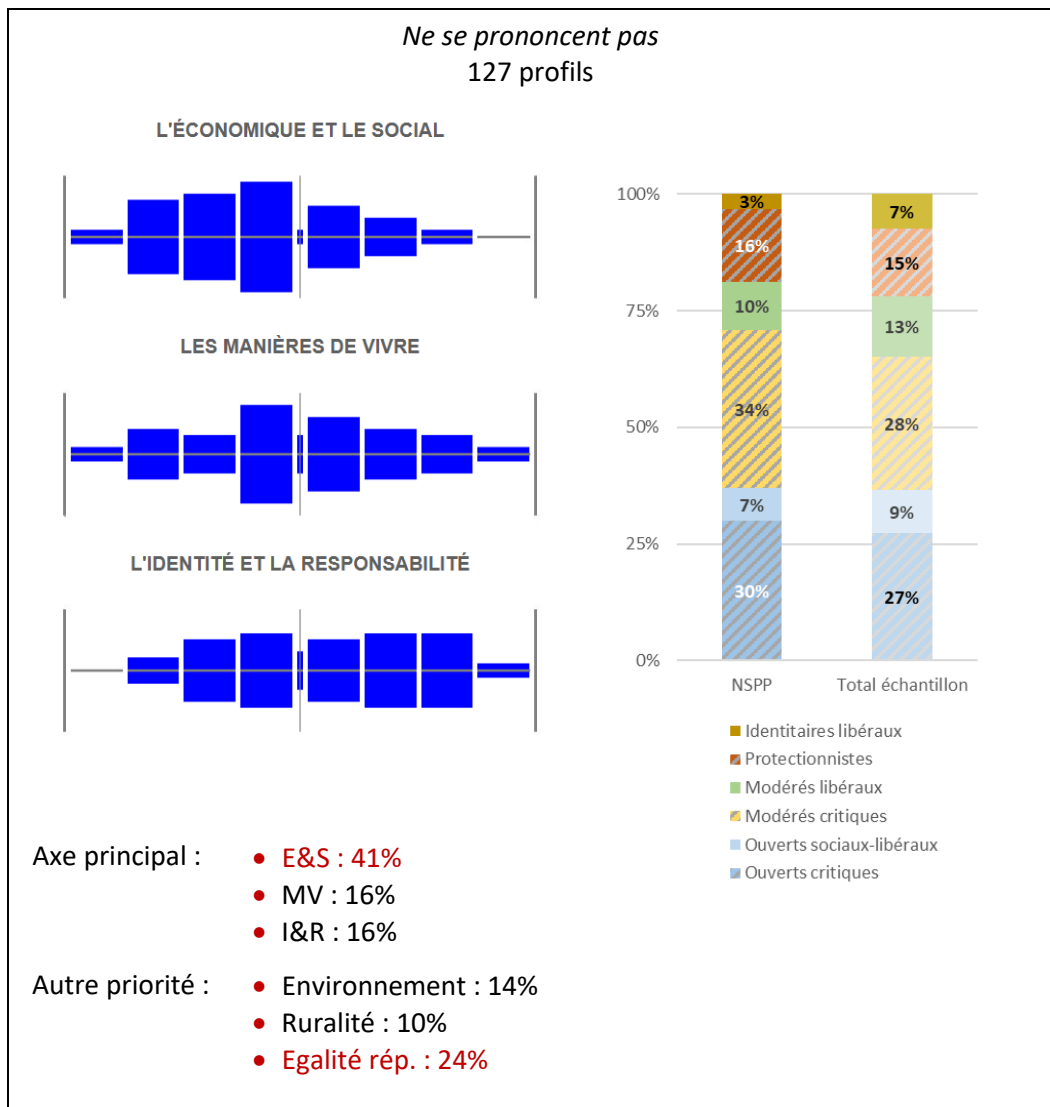 Ne se prononcent pas
127 profils
L'ÉCONOMIQUE ET LE SOCIAL
LES MANIÈRES DE VIVRE
L'IDENTITÉ ET LA RESPONSABILITÉ
100%
75%
50%
25%
0%
3%
16%
10%
34%
7%
30%
7%
15%
13%
28%
9%
27%
NSPP
Total échantillon
Identitaires libéraux
Protectionnistes
Modérés libéraux
Modérés critiques
Ouverts sociaux-libéraux
Ouverts critiques
Axe principal :
• E&S : 41%
• MV : 16%
• I&R : 16%
Autre priorité :
• Environnement : 14%
• Ruralité : 10%
• Egalité rép. : 24%